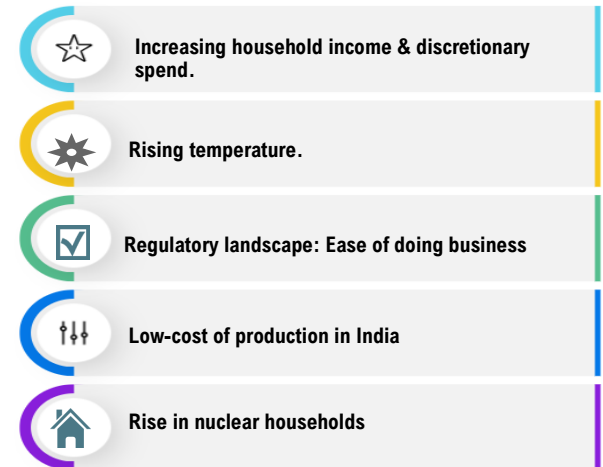 Increasing household income & discretionary
spend.
Rising temperature.
Regulatory landscape: Ease of doing business
Low-cost of production in India
Rise in nuclear households